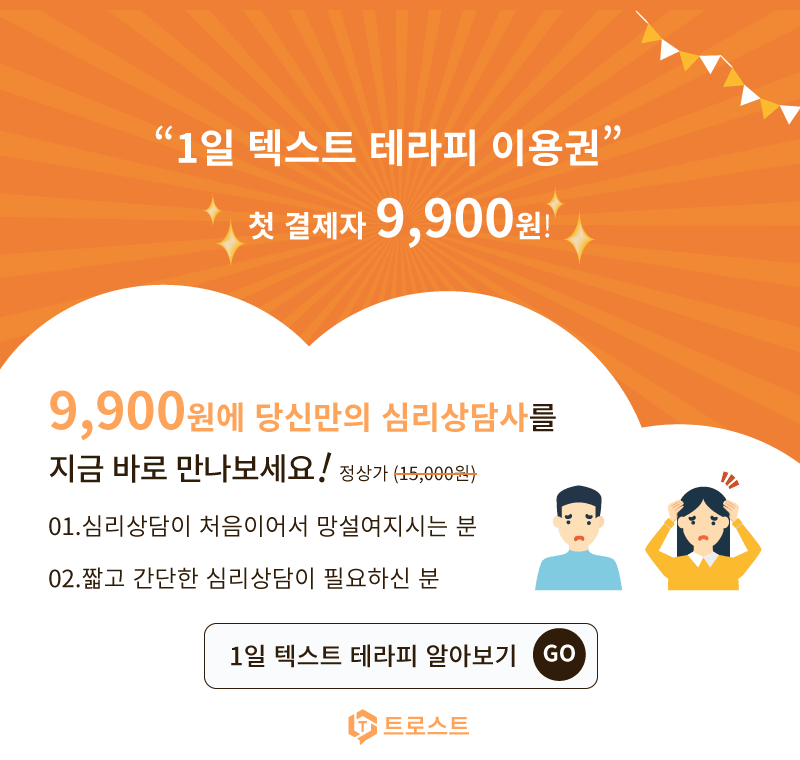 “1일 텍스트 테라피 이용권”
첫 결제자 9,900원!
9,900원에 당신만의 심리상담사를
지금 바로 만나보세요! 정상가 (15,000원)
01.심리상담이 처음이어서 망설여지시는 분
02.짧고 간단한 심리상담이 필요하신 분
1일 텍스트 테라피 알아보기 GO
트로스트